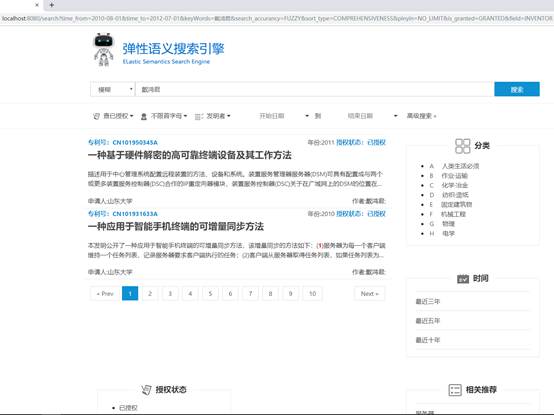 localhost:8080/search/time_from=2010-08-01&time_to=2012-07-01&keyWords=戴鸿君&search_accurancy=FUZZY&sort_type=COMPREHENSIVENESS&pinyin=NO_LIMIT&is_granted=GRANTED&field=INVENTOR
弹性语义搜索引擎
ELastic Semantics Search Engine
模糊
戴鸿君
搜索
查已授权
不限首字母
发明者
开始日期
到
结束日期
高级搜索 »
专利号: CN101950345A
年份:2011 授权状态: 已授权
一种基于硬件解密的高可靠终端设备及其工作方法
描述用于中心管理系统配置远程装置的方法、设备和系统。装置服务管理器服务器(DSM)可具有配置成与两个
或更多装置服务控制器(DSC)合作的IP重定向器模块。装置服务控制器(DSC)关于在广域网上的DSM的位置在...
申请人:山东大学
作者:戴鸿君:
专利号: CN101931633A
年份:2010 授权状态: 已授权
一种应用于智能手机终端的可增量同步方法
本发明公开了一种应用于智能手机终端的可增量同步方法，该增量同步的方法如下：(1)服务器为每一个客户端
维持一个任务列表，记录服务器要求客户端执行的任务；(2)客户端从服务器取得任务列表，如果任务列表为...
申请人:山东大学
作者:戴鸿君:
« Prev
1
2
3
4
5
6
7
8
9
10
Next »
分类
A 人类生活必须
B 作业·运输
C 化学·冶金
D 纺织·造纸
E 固定建筑物
F 机械工程
G 物理
H 电学
时间
最近三年
最近五年
最近十年
授权状态
已授权
相关推荐